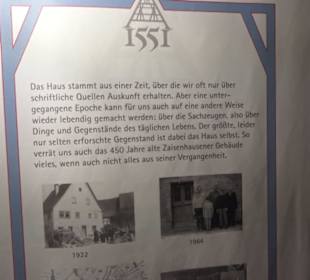 1551
Das Haus stammt aus einer Zeit, über die wir oft nur über
schriftliche Quellen Auskunft erhalten. Aber eine unter-
gegangene Epoche kann für uns auch auf eine andere Weise
wieder lebendig gemacht werden: über die Sachzeugen, also über
Dinge und Gegenstände des täglichen Lebens. Der größte, leider
nur selten erforschte Gegenstand ist dabei das Haus selbst. So
verrät uns auch das 450 Jahre alte Zaisenhausener Gebäude
vieles, wenn auch nicht alles aus seiner Vergangenheit.
1922
1964